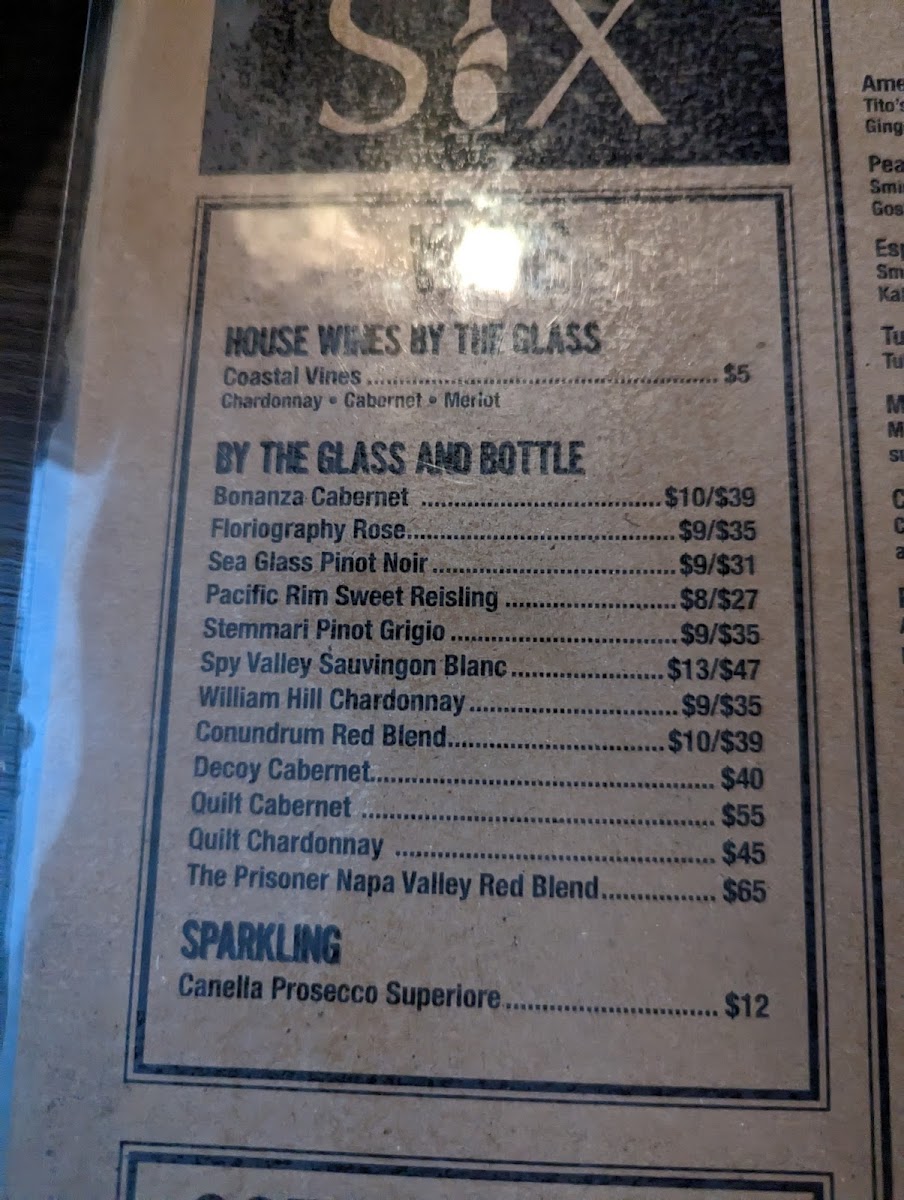 SIX
HOUSE WINES BY THE GLASS
Coastal Vines ........ $5
Chardonnay • Cabernet • Merlot
BY THE GLASS AND BOTTLE
Bonanza Cabernet ........ $10/$39
Floriography Rose ........ $9/$35
Sea Glass Pinot Noir ........ $9/$31
Pacific Rim Sweet Reisling ........ $8/$27
Stemmari Pinot Grigio ........ $9/$35
Spy Valley Sauvingon Blanc ........ $13/$47
William Hill Chardonnay ........ $9/$35
Conundrum Red Blend ........ $10/$39
Decoy Cabernet ........ $40
Quilt Cabernet ........ $55
Quilt Chardonnay ........ $45
The Prisoner Napa Valley Red Blend ........ $65
SPARKLING
Canella Prosecco Superiore ........ $12
Tito's